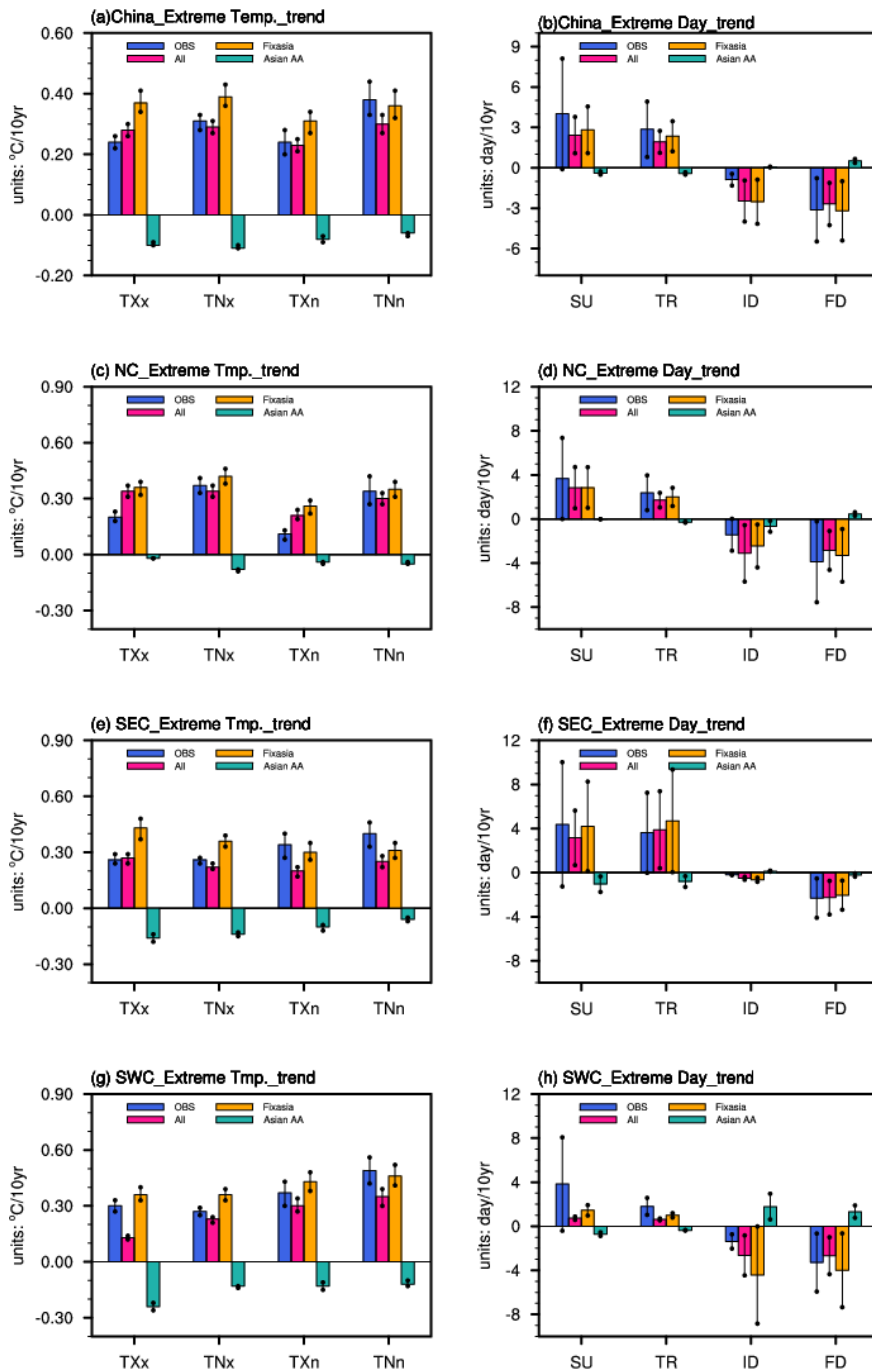 (a)China_Extreme Temp._trend
0.60
0.40
0.20
0.00
-0.20
units: °C/10yr
OBS
Fixasia
All
Asian AA
TXx TNx TXn TNn
(b)China_Extreme Day_trend
9
6
3
0
-3
-6
units: day/10yr
OBS
Fixasia
All
Asian AA
SU TR ID FD
(c) NC_Extreme Tmp._trend
0.90
0.60
0.30
0.00
-0.30
units: °C/10yr
OBS
Fixasia
All
Asian AA
TXx TNx TXn TNn
(d) NC_Extreme Day_trend
12
8
4
0
-4
-8
units: day/10yr
OBS
Fixasia
All
Asian AA
SU TR ID FD
(e) SEC_Extreme Tmp._trend
0.90
0.60
0.30
0.00
-0.30
units: °C/10yr
OBS
Fixasia
All
Asian AA
TXx TNx TXn TNn
(f) SEC_Extreme Day_trend
12
8
4
0
-4
-8
units: day/10yr
OBS
Fixasia
All
Asian AA
SU TR ID FD
(g) SWC_Extreme Tmp._trend
0.90
0.60
0.30
0.00
-0.30
units: °C/10yr
OBS
Fixasia
All
Asian AA
TXx TNx TXn TNn
(h) SWC_Extreme Day_trend
12
8
4
0
-4
-8
units: day/10yr
OBS
Fixasia
All
Asian AA
SU TR ID FD